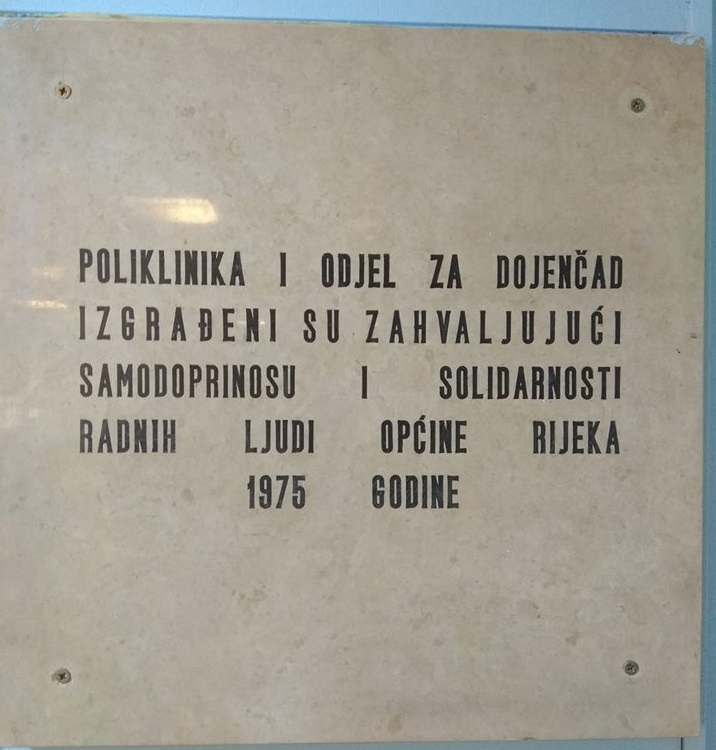 POLIKLINIKA I ODJEL ZA DOJENČAD
IZGRAĐENI SU ZAHVALJUJUĆI
SAMODOPRINOSU I SOLIDARNOSTI
RADNIH LJUDI OPĆINE RIJEKA
1975 GODINE